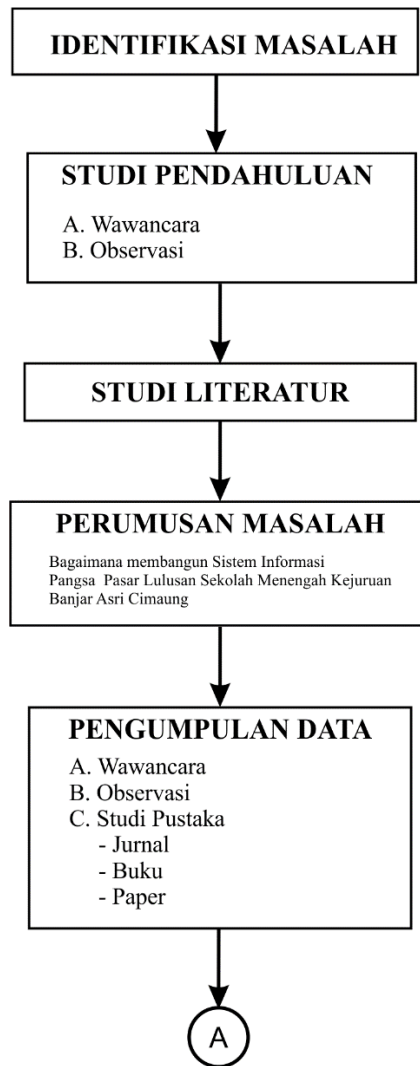 IDENTIFIKASI MASALAH
STUDI PENDAHULUAN
A. Wawancara
B. Observasi
STUDI LITERATUR
PERUMUSAN MASALAH
Bagaimana membangun Sistem Informasi
Pangsa Pasar Lulusan Sekolah Menengah Kejuruan
Banjar Asri Cimaung
PENGUMPULAN DATA
A. Wawancara
B. Observasi
C. Studi Pustaka
- Jurnal
- Buku
- Paper
A